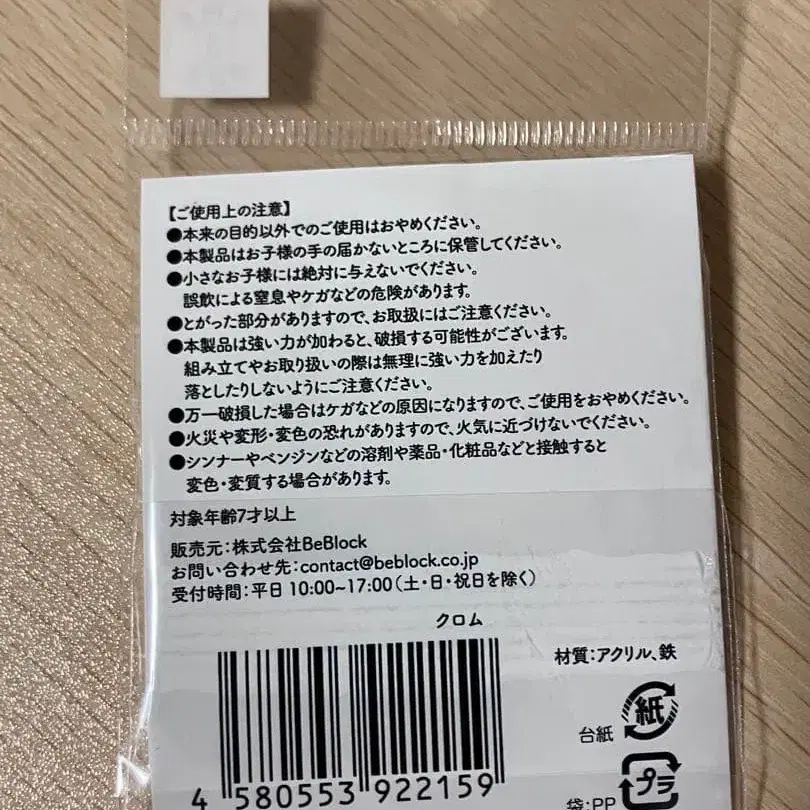 【ご使用上の注意】
●本来の目的以外でのご使用はおやめください。
●本製品はお子様の手の届かないところに保管してください。
●小さなお子様には絶対に与えないでください。
誤飲による窒息やケガなどの危険があります。
●とがった部分がありますので、お取扱にはご注意ください。
●本製品は強い力が加わると、破損する可能性がございます。
組み立てやお取り扱いの際は無理に強い力を加えたり
落としたりしないようにご注意ください。
●万一破損した場合はケガなどの原因になりますので、ご使用をおやめください。
●火災や変形・変色の恐れがありますので、火気に近づけないでください。
●シンナーやベンジンなどの溶剤や薬品・化粧品などと接触すると
変色・変質する場合があります。
対象年齢7才以上
販売元：株式会社BeBlock
お問い合わせ先：contact@beblock.co.jp
受付時間：平日 10:00~17:00（土・日・祝日を除く）
クロム
材質：アクリル、鉄
紙
台紙
プラ
袋：PP
4 580553 922159